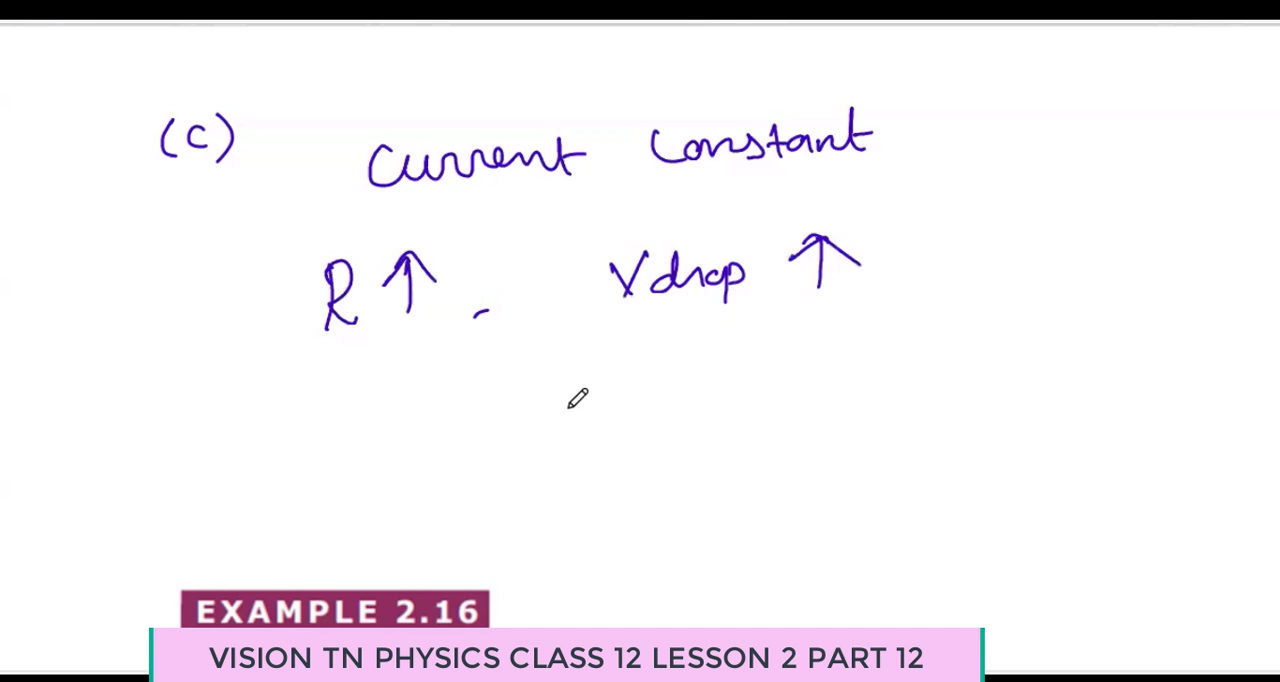 (C) Current Constant
R ↑ - Vdrop ↑
EXAMPLE 2.16
VISION TN PHYSICS CLASS 12 LESSON 2 PART 12